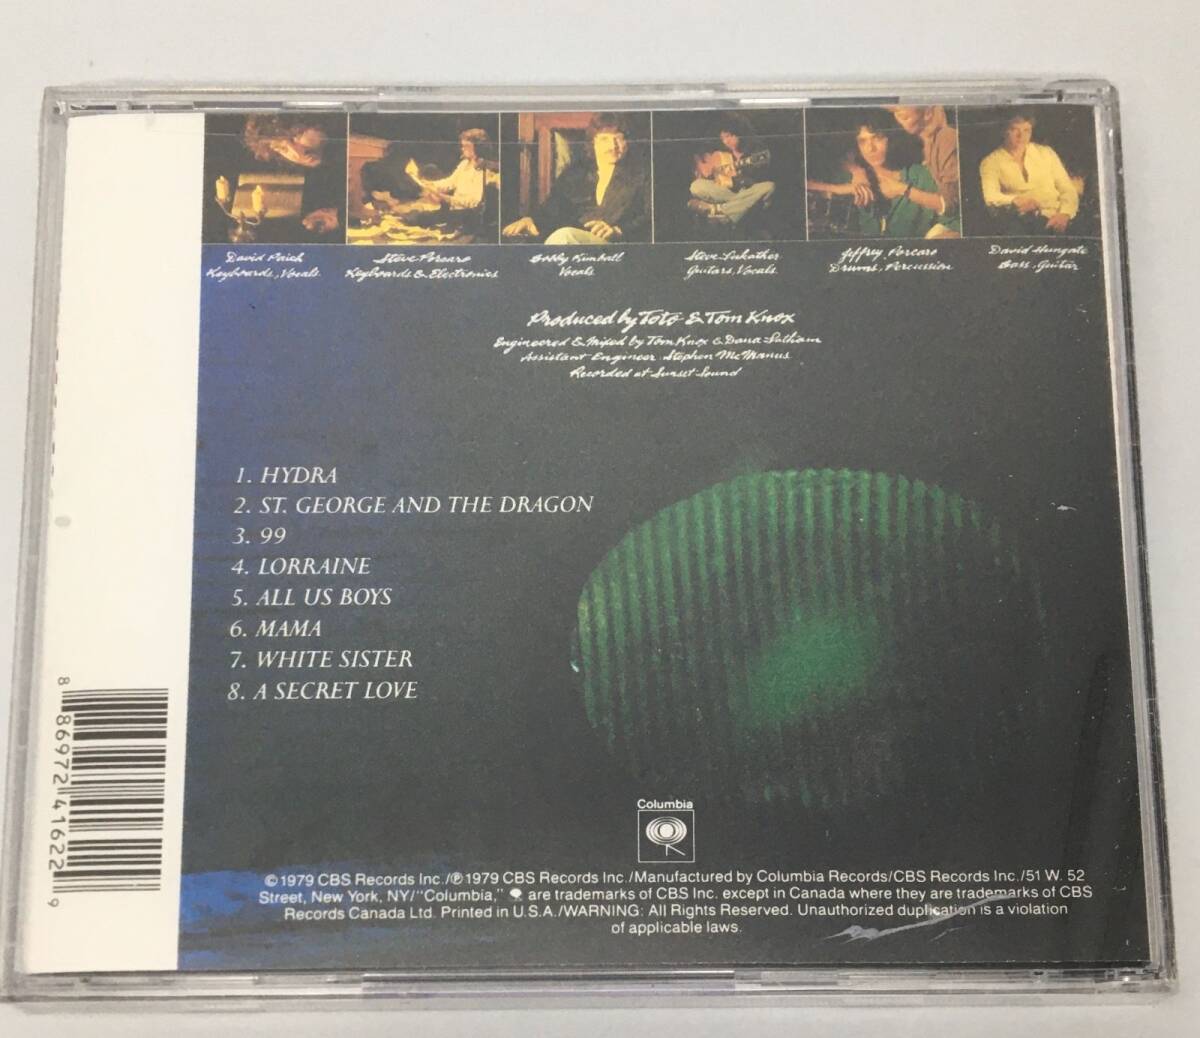 David Paich
Keyboards, Vocals
Steve Porcaro
Keyboards & Electronics
Bobby Kimball
Vocals
Steve Lukather
Guitars, Vocals
Jeffrey Porcaro
Drums, Percussion
David Hungate
Bass, Guitar
Produced by Toto & Tom Knox
Engineered & Mixed by Tom Knox & Dana Latham
Assistant Engineer: Stephen McManus
Recorded at Sunset Sound
1. HYDRA
2. ST. GEORGE AND THE DRAGON
3. 99
4. LORRAINE
5. ALL US BOYS
6. MAMA
7. WHITE SISTER
8. A SECRET LOVE
8 86972 41622 9
Columbia
© 1979 CBS Records Inc./℗ 1979 CBS Records Inc./Manufactured by Columbia Records/CBS Records Inc./51 W. 52
Street, New York, NY/"Columbia," are trademarks of CBS Inc. except in Canada where they are trademarks of CBS
Records Canada Ltd. Printed in U.S.A./WARNING: All Rights Reserved. Unauthorized duplication is a violation
of applicable laws.